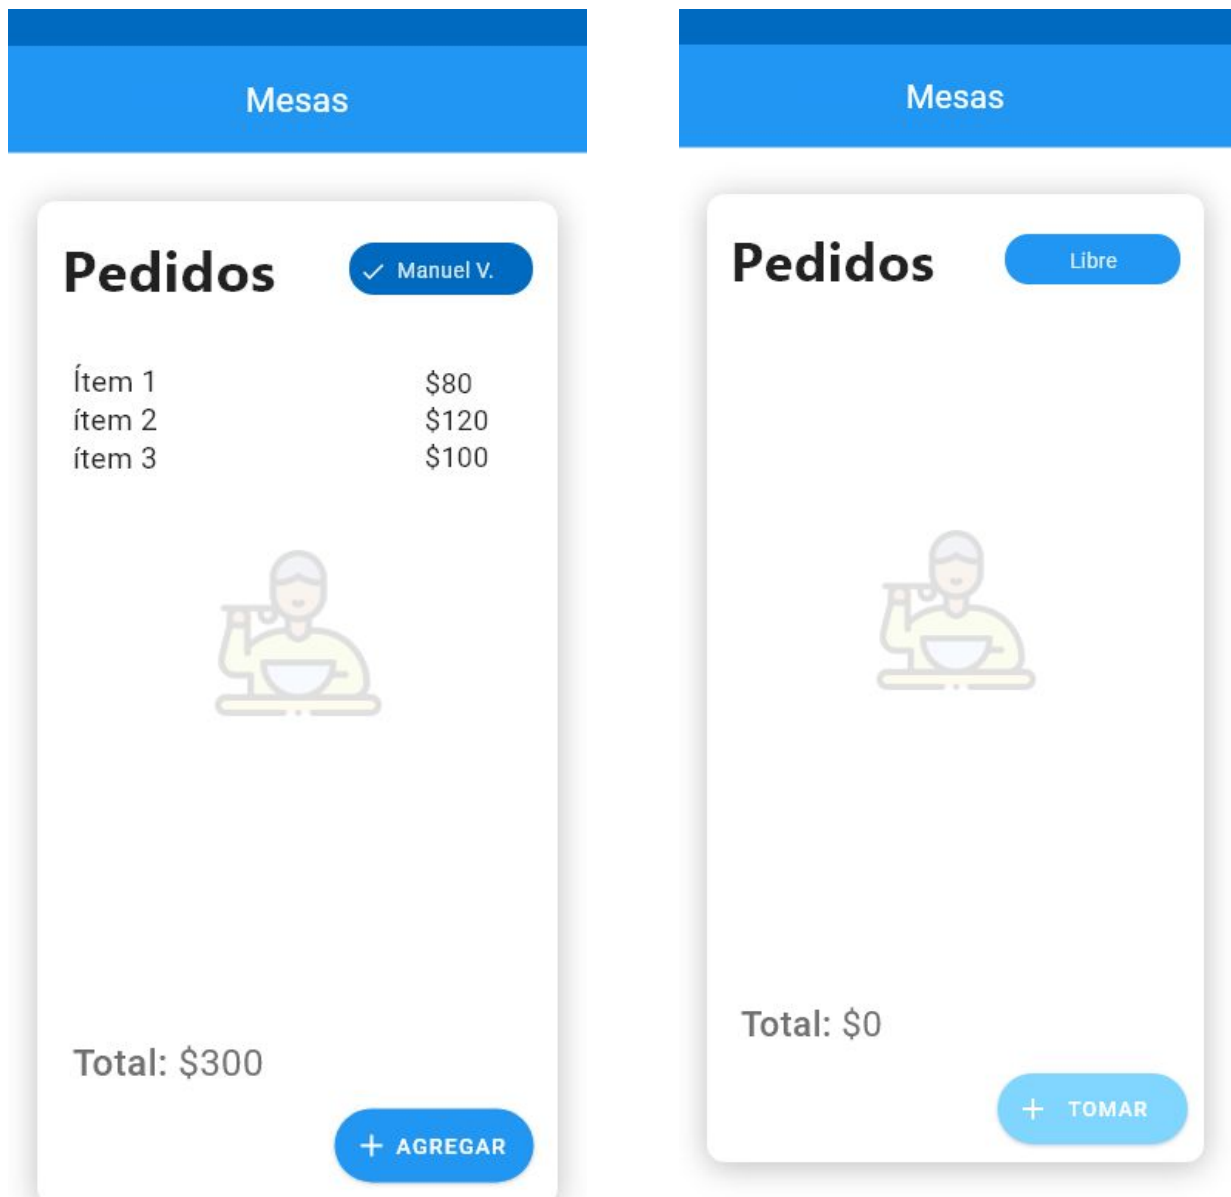 Mesas
Pedidos
Manuel V.
Ítem 1 $80
ítem 2 $120
ítem 3 $100
Total: $300
+ AGREGAR
Mesas
Pedidos
Libre
Total: $0
+ TOMAR